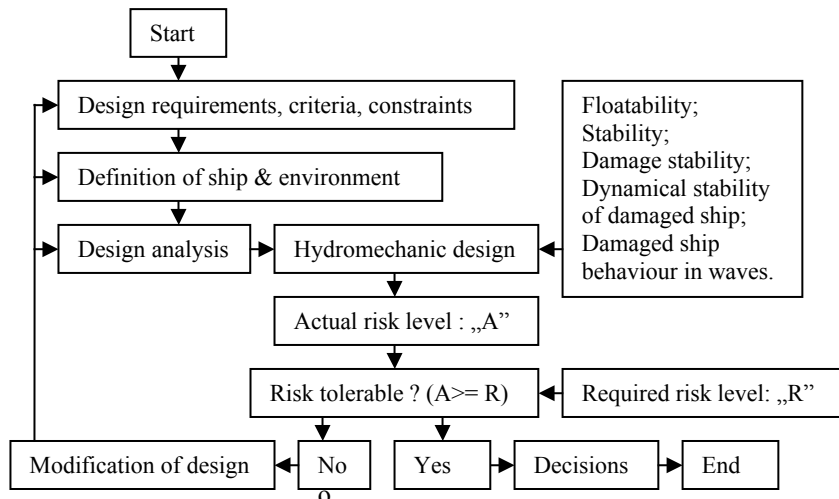 Start
Design requirements, criteria, constraints
Definition of ship & environment
Design analysis
Hydromechanic design
Floatability;
Stability;
Damage stability;
Dynamical stability
of damaged ship;
Damaged ship
behaviour in waves.
Actual risk level : „A”
Risk tolerable ? (A>= R)
Required risk level: „R”
Modification of design
No
Yes
Decisions
End